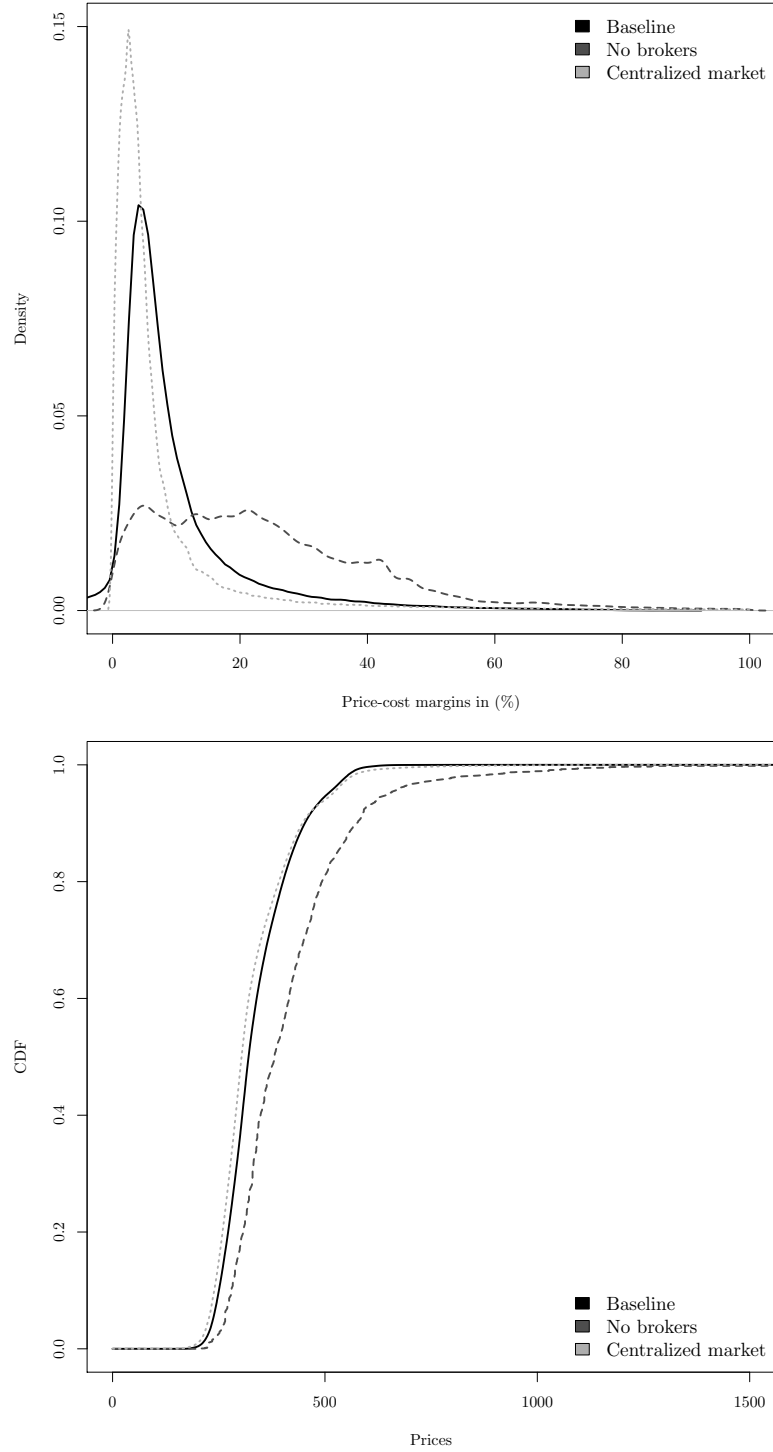 0.15
0.10
0.05
0.00
Density
Baseline
No brokers
Centralized market
0
20
40
60
80
100
Price-cost margins in (%)
1.0
0.8
0.6
0.4
0.2
0.0
CDF
Baseline
No brokers
Centralized market
0
500
1000
1500
Prices